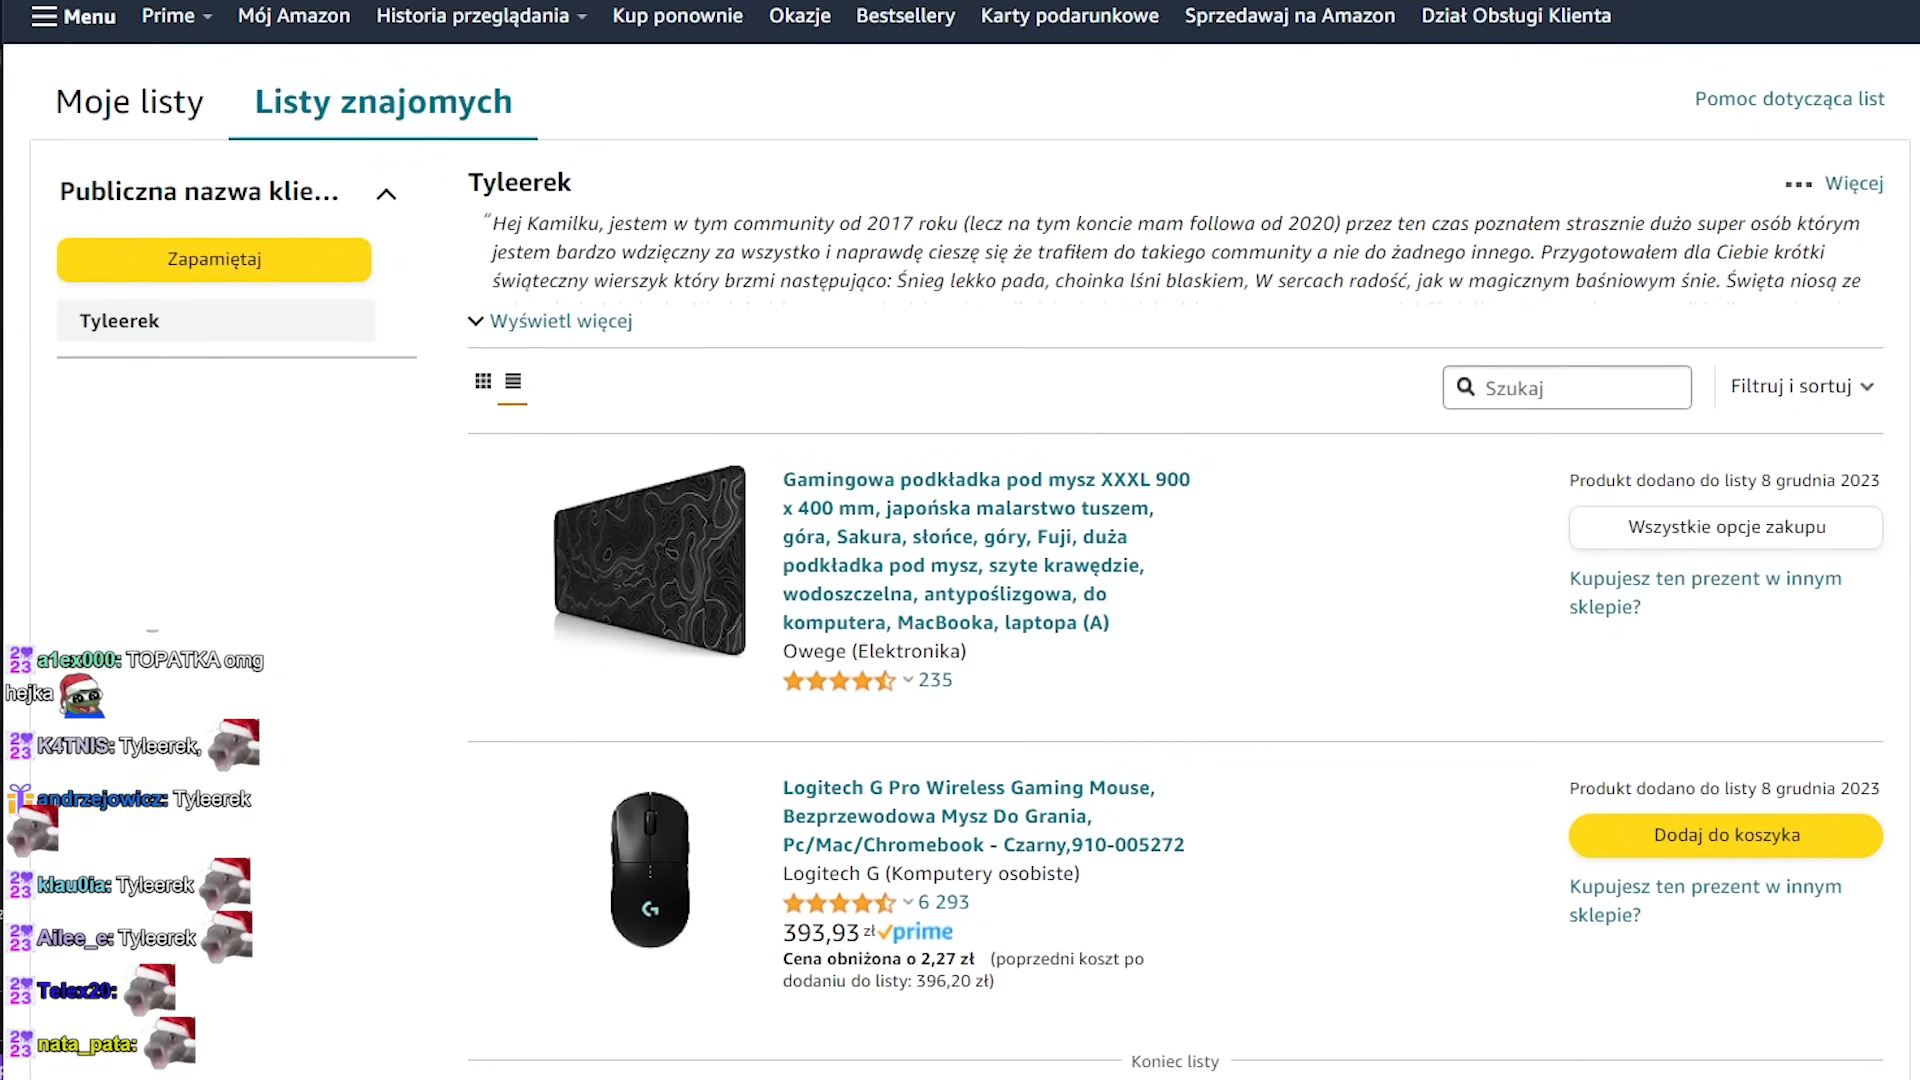 Menu Prime Mój Amazon Historia przeglądania Kup ponownie Okazje Bestsellery Karty podarunkowe Sprzedawaj na Amazon Dział Obsługi Klienta
Moje listy Listy znajomych Pomoc dotycząca list
Publiczna nazwa klie...
Zapamiętaj
Tyleerek
Tyleerek
Więcej
“Hej Kamilku, jestem w tym community od 2017 roku (lecz na tym koncie mam followa od 2020) przez ten czas poznałem strasznie dużo super osób którym
jestem bardzo wdzięczny za wszystko i naprawdę cieszę się że trafiłem do takiego community a nie do żadnego innego. Przygotowałem dla Ciebie krótki
świąteczny wierszyk który brzmi następująco: Śnieg lekko pada, choinka lśni blaskiem, W sercach radość, jak w magicznym baśniowym śnie. Święta niosą ze
Wyświetl więcej
Szukaj
Filtruj i sortuj
Gamingowa podkładka pod mysz XXXL 900
x 400 mm, japońska malarstwo tuszem,
góra, Sakura, słońce, góry, Fuji, duża
podkładka pod mysz, szyte krawędzie,
wodoszczelna, antypoślizgowa, do
komputera, MacBooka, laptopa (A)
Owege (Elektronika)
235
Produkt dodano do listy 8 grudnia 2023
Wszystkie opcje zakupu
Kupujesz ten prezent w innym
sklepie?
Logitech G Pro Wireless Gaming Mouse,
Bezprzewodowa Mysz Do Grania,
Pc/Mac/Chromebook - Czarny,910-005272
Logitech G (Komputery osobiste)
6 293
393,93 zł prime
Cena obniżona o 2,27 zł (poprzedni koszt po
dodaniu do listy: 396,20 zł)
Produkt dodano do listy 8 grudnia 2023
Dodaj do koszyka
Kupujesz ten prezent w innym
sklepie?
Koniec listy
2023 a1ex000: TOPATKA omg
hejka
2023 K4TNIS: Tyleerek,
andrzejowicz: Tyleerek
2023 klau0ia: Tyleerek
2023 Ailee_e: Tyleerek
2023 Telex20:
2023 nata_pata: